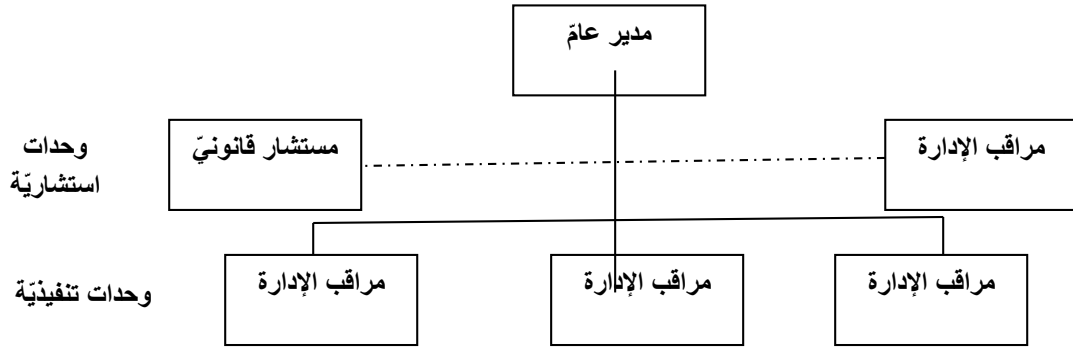 مدير عامّ
وحدات
استشاريّة
مستشار قانونيّ
مراقب الإدارة
وحدات تنفيذيّة
مراقب الإدارة
مراقب الإدارة
مراقب الإدارة